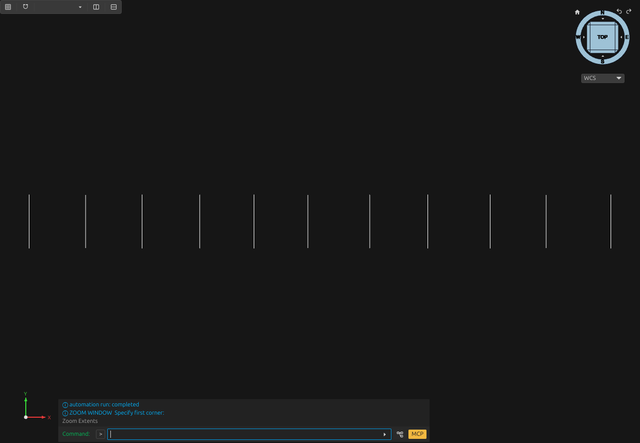 N
W
TOP
E
S
WCS
Y
X
automation run: completed
ZOOM WINDOW Specify first corner:
Zoom Extents
Command: >
MCP